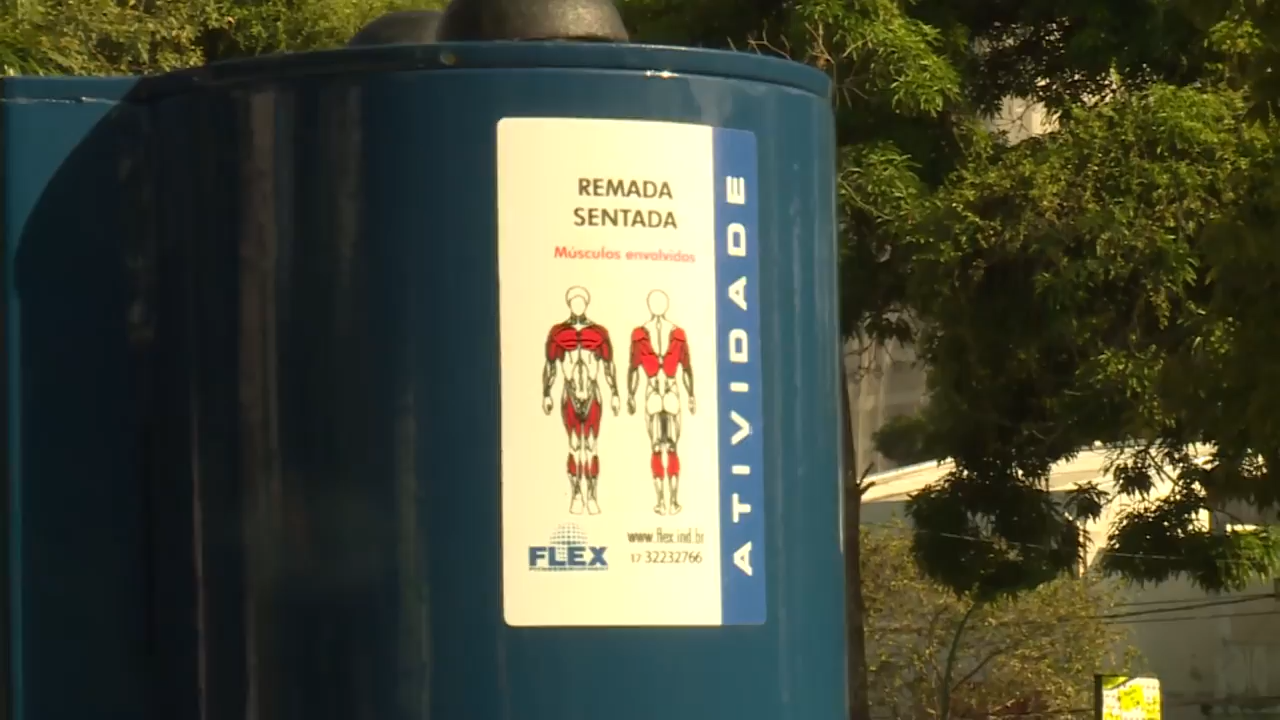 REMADA
SENTADA
Músculos envolvidos
FLEX
www.flex.ind.br
17 32232766
ATIVIDADE